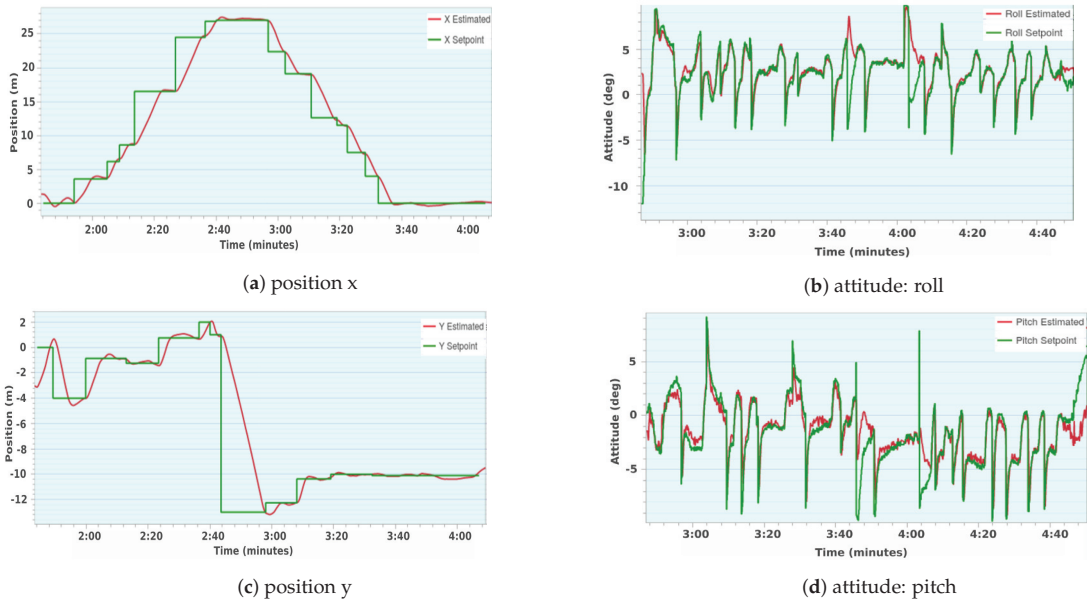 X Estimated
X Setpoint
Position (m)
25
20
15
10
5
0
2:00 2:20 2:40 3:00 3:20 3:40 4:00
Time (minutes)
(a) position x
Roll Estimated
Roll Setpoint
Attitude (deg)
5
0
-5
-10
3:00 3:20 3:40 4:00 4:20 4:40
Time (minutes)
(b) attitude: roll
Y Estimated
Y Setpoint
Position (m)
2
0
-2
-4
-6
-8
-10
-12
2:00 2:20 2:40 3:00 3:20 3:40 4:00
Time (minutes)
(c) position y
Pitch Estimated
Pitch Setpoint
Attitude (deg)
5
0
-5
3:00 3:20 3:40 4:00 4:20 4:40
Time (minutes)
(d) attitude: pitch